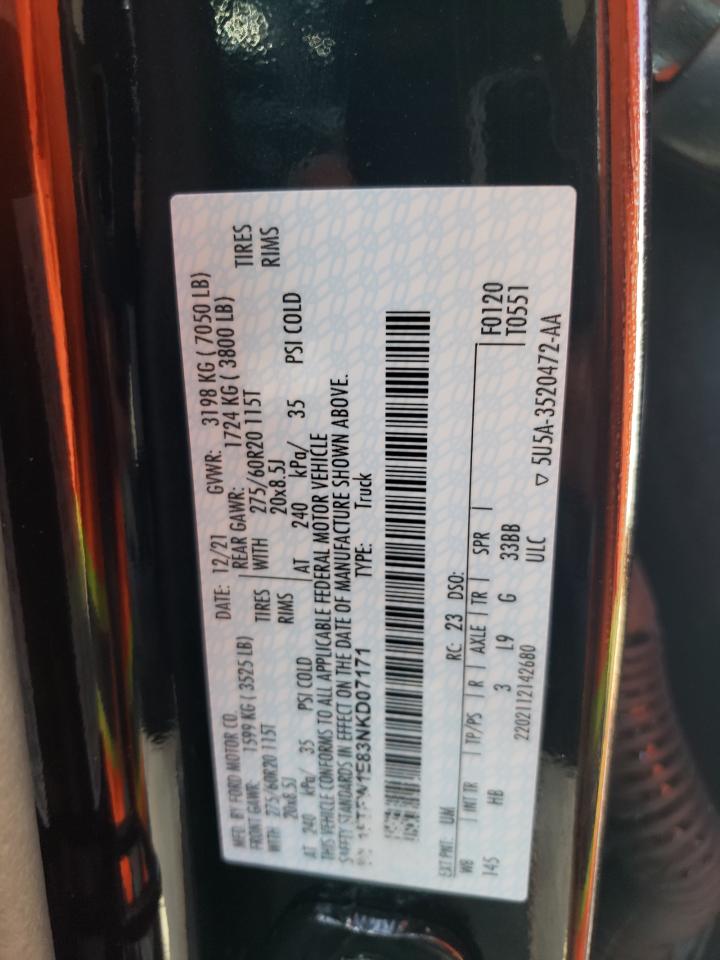 MFD. BY FORD MOTOR CO. DATE: 12/21 GVWR: 3198 KG ( 7050 LB)
FRONT GAWR: 1599 KG ( 3525 LB) REAR GAWR: 1724 KG ( 3800 LB)
WITH 275/60R20 115T TIRES WITH 275/60R20 115T TIRES
20x8.5J RIMS 20x8.5J RIMS
AT 240 kPa/ 35 PSI COLD AT 240 kPa/ 35 PSI COLD
THIS VEHICLE CONFORMS TO ALL APPLICABLE FEDERAL MOTOR VEHICLE
SAFETY STANDARDS IN EFFECT ON THE DATE OF MANUFACTURE SHOWN ABOVE.
1FTFW1E83NKD07171 TYPE: Truck
EXT PNT: UM RC: 23 DSO:
WB INT TR TP/PS R AXLE TR SPR F0120
145 HB 3 L9 G 33BB T0551
2202112142680 ULC
▽ 5U5A-3520472-AA